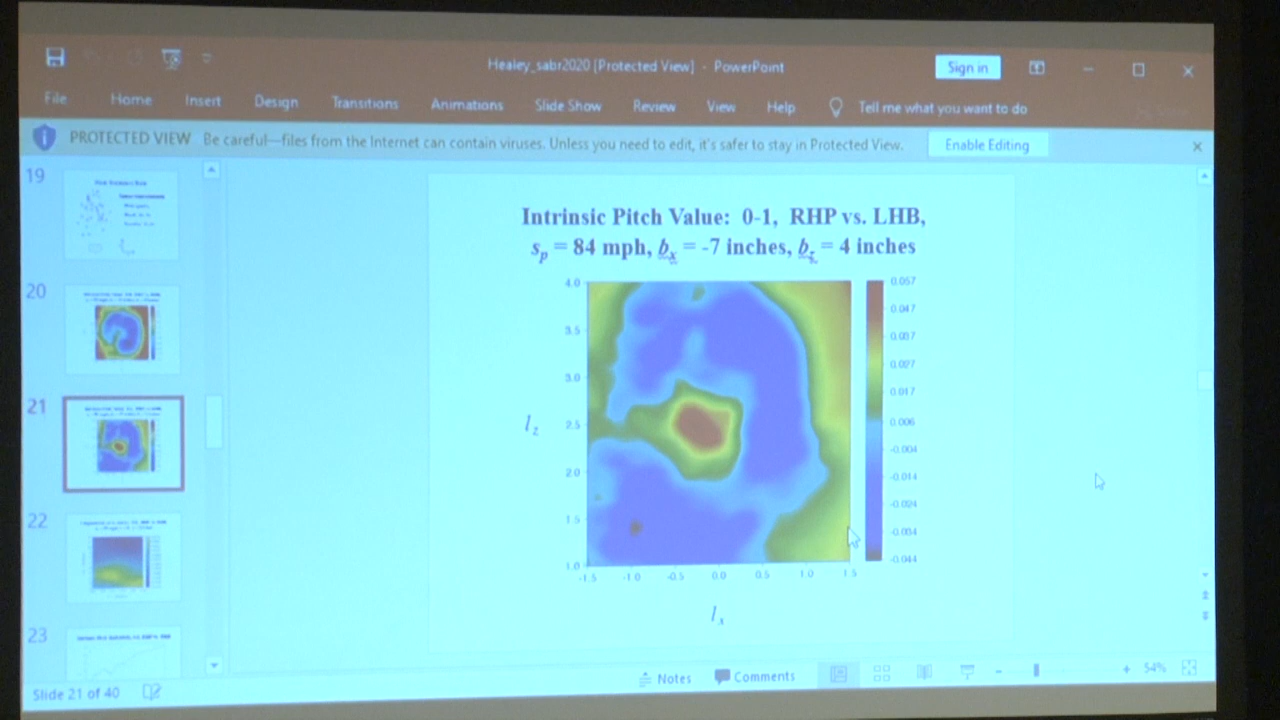 Healey_sabr2020 [Protected View] - PowerPoint
Sign in
File Home Insert Design Transitions Animations Slide Show Review View Help Tell me what you want to do
PROTECTED VIEW Be careful—files from the Internet can contain viruses. Unless you need to edit, it's safer to stay in Protected View. Enable Editing
19
20
21
22
23
Intrinsic Pitch Value: 0-1, RHP vs. LHB,
sp = 84 mph, bx = -7 inches, bz = 4 inches
4.0
3.5
3.0
2.5
2.0
1.5
1.0
lz
-1.5 -1.0 -0.5 0.0 0.5 1.0 1.5
lx
0.057
0.047
0.037
0.027
0.017
0.006
-0.004
-0.014
-0.024
-0.034
-0.044
Notes Comments 54%
Slide 21 of 40